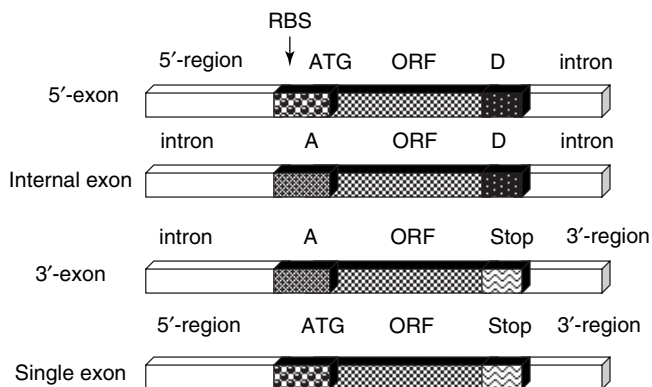 RBS
5′-region ATG ORF D intron
5′-exon
intron A ORF D intron
Internal exon
intron A ORF Stop 3′-region
3′-exon
5′-region ATG ORF Stop 3′-region
Single exon